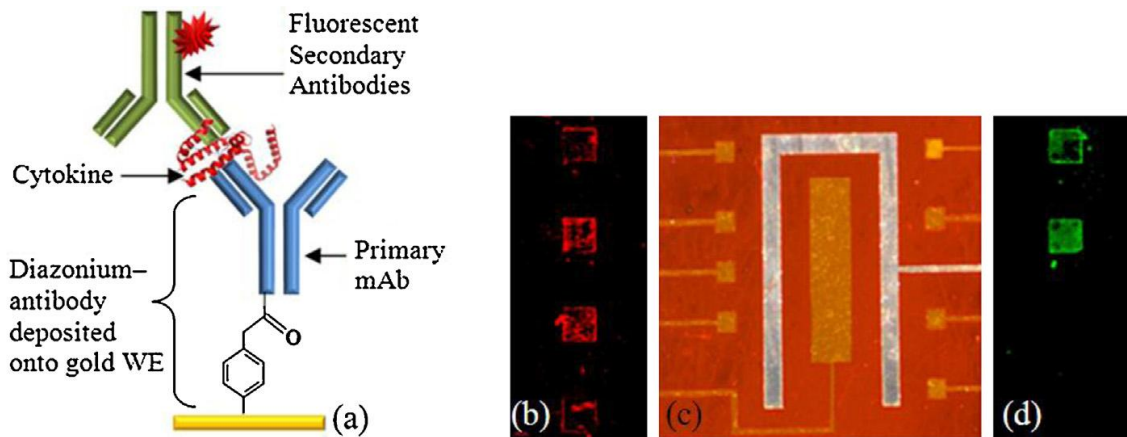 Fluorescent
Secondary
Antibodies
Cytokine
Primary
mAb
Diazonium–
antibody
deposited
onto gold WE
O
(a)
(b)
(c)
(d)